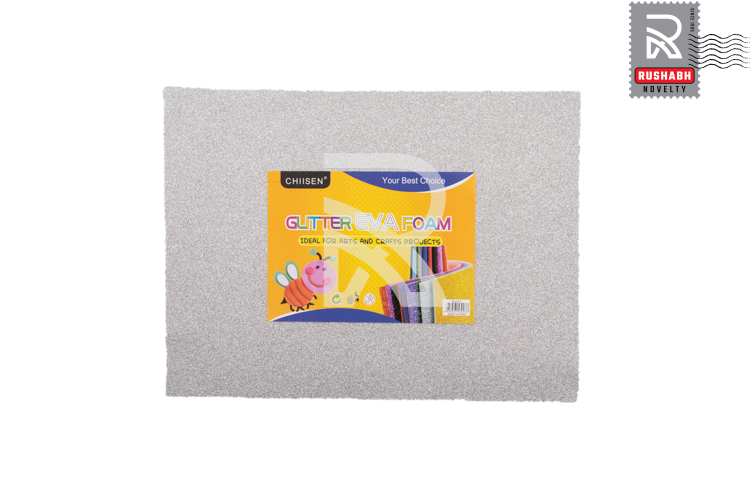 RUSHABH
NOVELTY
CHIISEN®
Your Best Choice
GLITTER EVA FOAM
IDEAL FOR ARTS AND CRAFTS PROJECTS